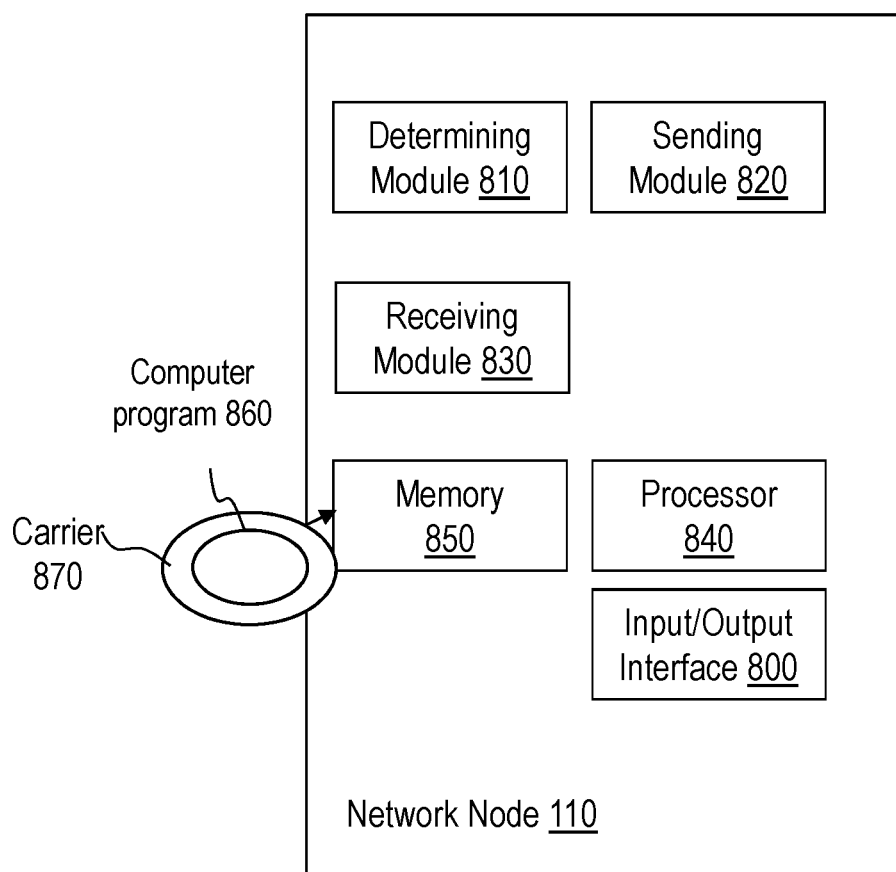 Determining
Module 810
Sending
Module 820
Receiving
Module 830
Computer
program 860
Memory
850
Processor
840
Carrier
870
Input/Output
Interface 800
Network Node 110